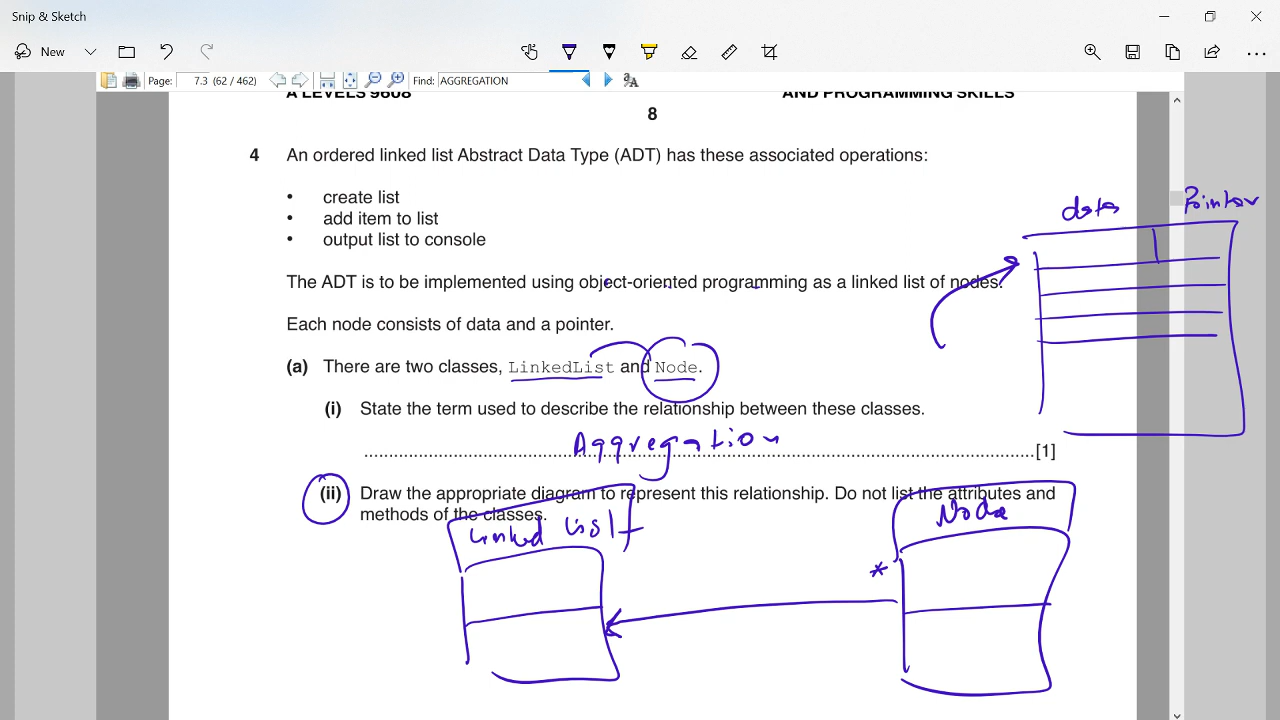 Snip & Sketch
New
Page: 7.3 (62 / 462) Find: AGGREGATION
A LEVELS 9608 AND PROGRAMMING SKILLS
8
4 An ordered linked list Abstract Data Type (ADT) has these associated operations:
• create list
• add item to list
• output list to console
data Pointer
The ADT is to be implemented using object-oriented programming as a linked list of nodes.
Each node consists of data and a pointer.
(a) There are two classes, LinkedList and Node.
(i) State the term used to describe the relationship between these classes.
Aggregation
[1]
(ii) Draw the appropriate diagram to represent this relationship. Do not list the attributes and
methods of the classes.
Linked list Node
*